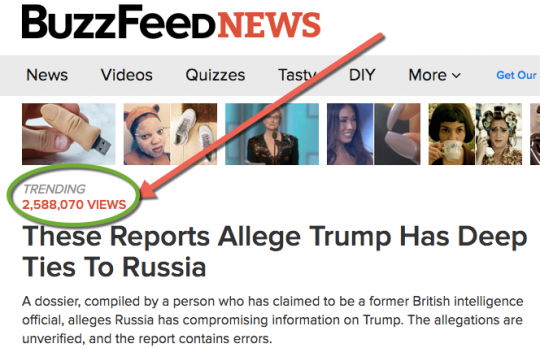 BUZZFEED NEWS
News Videos Quizzes Tasty DIY More Get Our
TRENDING
2,588,070 VIEWS
These Reports Allege Trump Has Deep
Ties To Russia
A dossier, compiled by a person who has claimed to be a former British intelligence
official, alleges Russia has compromising information on Trump. The allegations are
unverified, and the report contains errors.